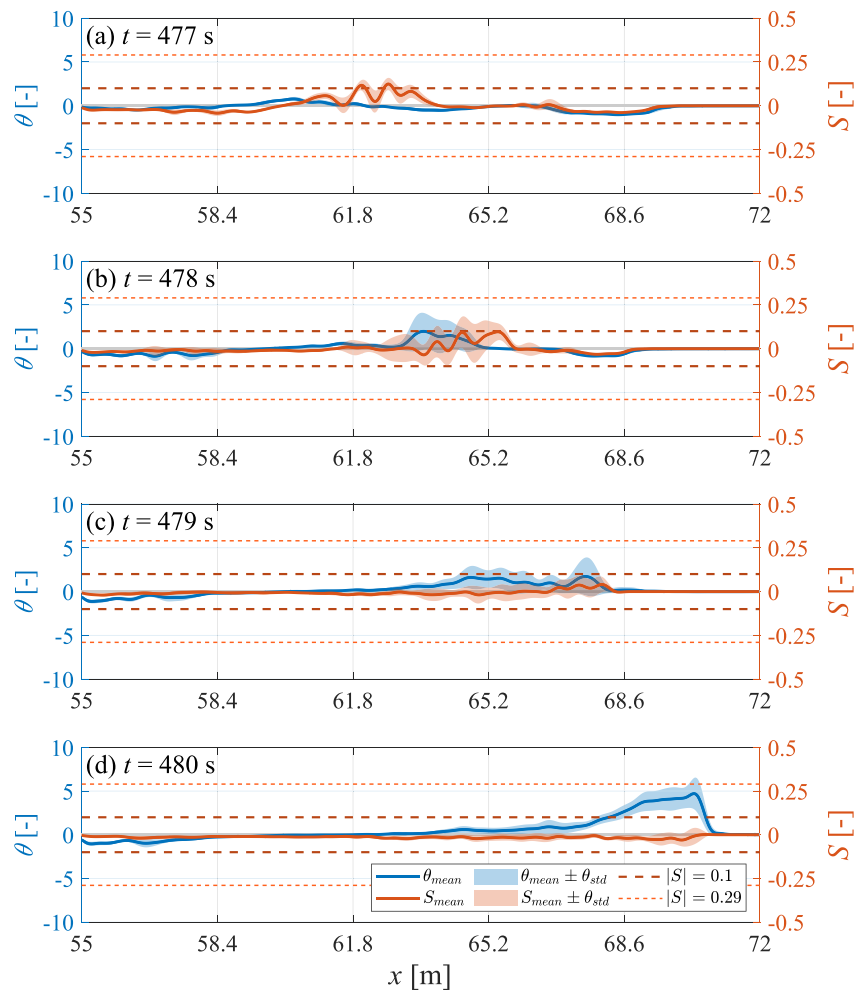 (a) t = 477 s
10
5
0
-5
-10
θ [-]
0.5
0.25
0
-0.25
-0.5
S [-]
55 58.4 61.8 65.2 68.6 72
(b) t = 478 s
10
5
0
-5
-10
θ [-]
0.5
0.25
0
-0.25
-0.5
S [-]
55 58.4 61.8 65.2 68.6 72
(c) t = 479 s
10
5
0
-5
-10
θ [-]
0.5
0.25
0
-0.25
-0.5
S [-]
55 58.4 61.8 65.2 68.6 72
(d) t = 480 s
10
5
0
-5
-10
θ [-]
0.5
0.25
0
-0.25
-0.5
S [-]
θmean θmean ± θstd |S| = 0.1
Smean Smean ± θstd |S| = 0.29
55 58.4 61.8 65.2 68.6 72
x [m]